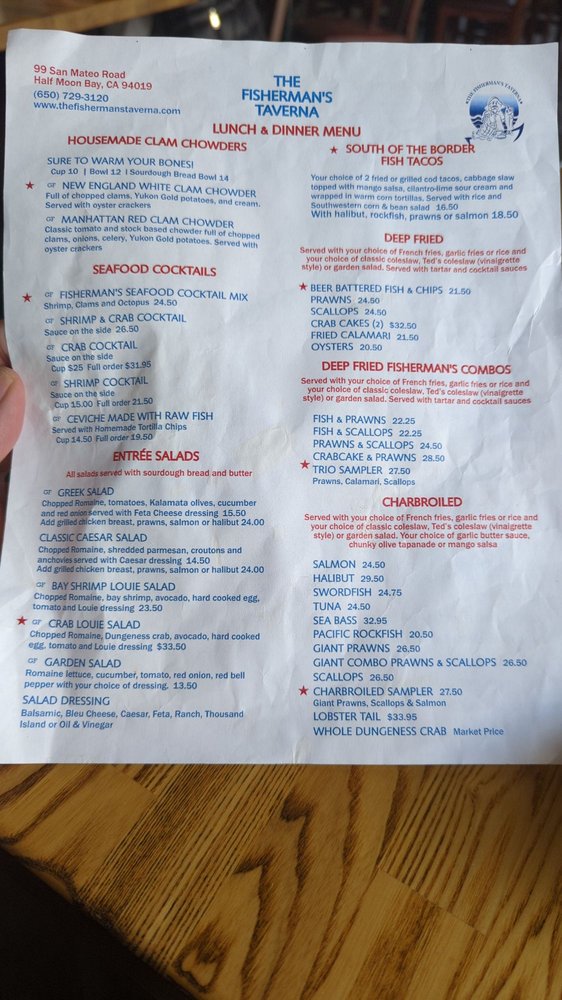 99 San Mateo Road
Half Moon Bay, CA 94019
(650) 729-3120
www.thefishermanstaverna.com
THE
FISHERMAN'S
TAVERNA
THE FISHERMAN'S TAVERNA
LUNCH & DINNER MENU
HOUSEMADE CLAM CHOWDERS
SURE TO WARM YOUR BONES!
Cup 10 | Bowl 12 | Sourdough Bread Bowl 14
★ GF NEW ENGLAND WHITE CLAM CHOWDER
Full of chopped clams, Yukon Gold potatoes, and cream.
Served with oyster crackers
GF MANHATTAN RED CLAM CHOWDER
Classic tomato and stock based chowder full of chopped
clams, onions, celery, Yukon Gold potatoes. Served with
oyster crackers
SEAFOOD COCKTAILS
★ GF FISHERMAN'S SEAFOOD COCKTAIL MIX
Shrimp, Clams and Octopus 24.50
GF SHRIMP & CRAB COCKTAIL
Sauce on the side 26.50
GF CRAB COCKTAIL
Sauce on the side
Cup $25 Full order $31.95
GF SHRIMP COCKTAIL
Sauce on the side
Cup 15.00 Full order 21.50
GF CEVICHE MADE WITH RAW FISH
Served with Homemade Tortilla Chips
Cup 14.50 Full order 19.50
ENTRÉE SALADS
All salads served with sourdough bread and butter
GF GREEK SALAD
Chopped Romaine, tomatoes, Kalamata olives, cucumber
and red onion served with Feta Cheese dressing 15.50
Add grilled chicken breast, prawns, salmon or halibut 24.00
CLASSIC CAESAR SALAD
Chopped Romaine, shredded parmesan, croutons and
anchovies served with Caesar dressing 14.50
Add grilled chicken breast, prawns, salmon or halibut 24.00
GF BAY SHRIMP LOUIE SALAD
Chopped Romaine, bay shrimp, avocado, hard cooked egg,
tomato and Louie dressing 23.50
★ GF CRAB LOUIE SALAD
Chopped Romaine, Dungeness crab, avocado, hard cooked
egg, tomato and Louie dressing $33.50
GF GARDEN SALAD
Romaine lettuce, cucumber, tomato, red onion, red bell
pepper with your choice of dressing. 13.50
SALAD DRESSING
Balsamic, Bleu Cheese, Caesar, Feta, Ranch, Thousand
Island or Oil & Vinegar
★ SOUTH OF THE BORDER
FISH TACOS
Your choice of 2 fried or grilled cod tacos, cabbage slaw
topped with mango salsa, cilantro-lime sour cream and
wrapped in warm corn tortillas. Served with rice and
Southwestern corn & bean salad 16.50
With halibut, rockfish, prawns or salmon 18.50
DEEP FRIED
Served with your choice of French fries, garlic fries or rice and
your choice of classic coleslaw, Ted's coleslaw (vinaigrette
style) or garden salad. Served with tartar and cocktail sauces
★ BEER BATTERED FISH & CHIPS 21.50
PRAWNS 24.50
SCALLOPS 24.50
CRAB CAKES (2) $32.50
FRIED CALAMARI 21.50
OYSTERS 20.50
DEEP FRIED FISHERMAN'S COMBOS
Served with your choice of French fries, garlic fries or rice and
your choice of classic coleslaw, Ted's coleslaw (vinaigrette
style) or garden salad. Served with tartar and cocktail sauces
FISH & PRAWNS 22.25
FISH & SCALLOPS 22.25
PRAWNS & SCALLOPS 24.50
CRABCAKE & PRAWNS 28.50
★ TRIO SAMPLER 27.50
Prawns, Calamari, Scallops
CHARBROILED
Served with your choice of French fries, garlic fries or rice and
your choice of classic coleslaw, Ted's coleslaw (vinaigrette
style) or garden salad. Your choice of garlic butter sauce,
chunky olive tapanade or mango salsa
SALMON 24.50
HALIBUT 29.50
SWORDFISH 24.75
TUNA 24.50
SEA BASS 32.95
PACIFIC ROCKFISH 20.50
GIANT PRAWNS 26.50
GIANT COMBO PRAWNS & SCALLOPS 26.50
SCALLOPS 26.50
★ CHARBROILED SAMPLER 27.50
Giant Prawns, Scallops & Salmon
LOBSTER TAIL $33.95
WHOLE DUNGENESS CRAB Market Price